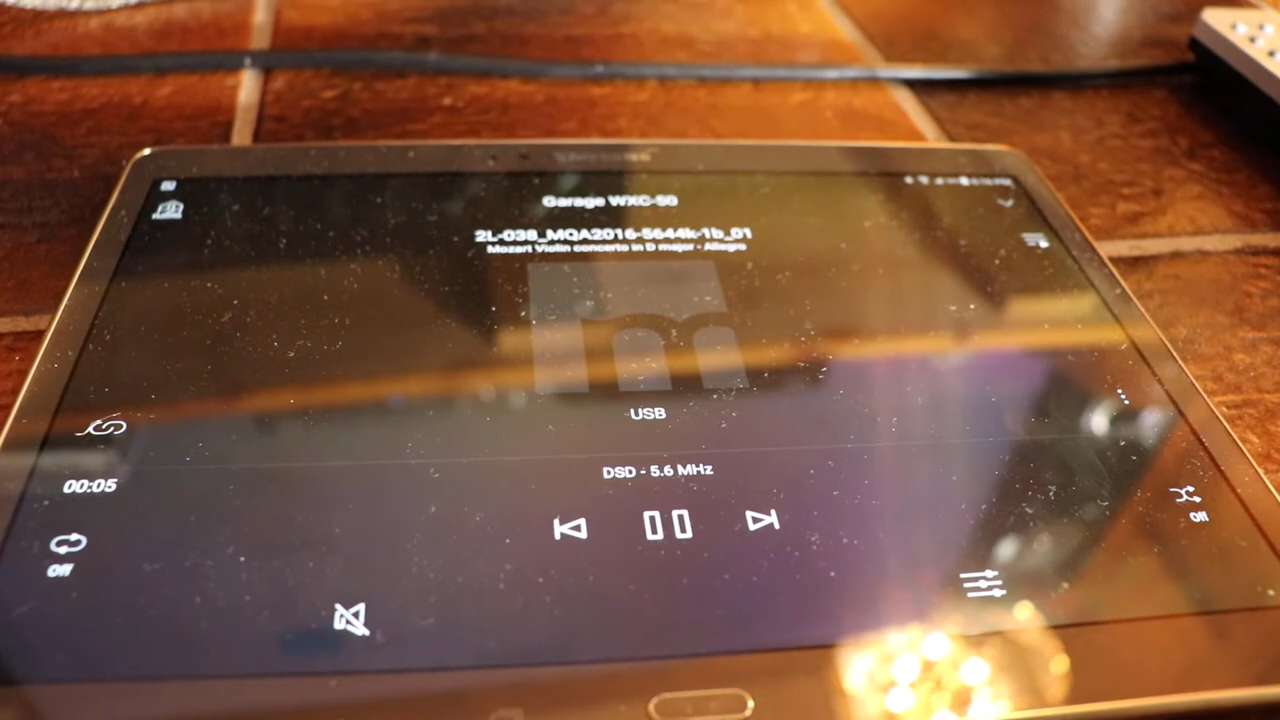 Garage WXC-50
2L-038_MQA2016-5644k-1b_01
Mozart Violin concerto in D major - Allegro
m
USB
DSD - 5.6 MHz
00:05
Off
Off